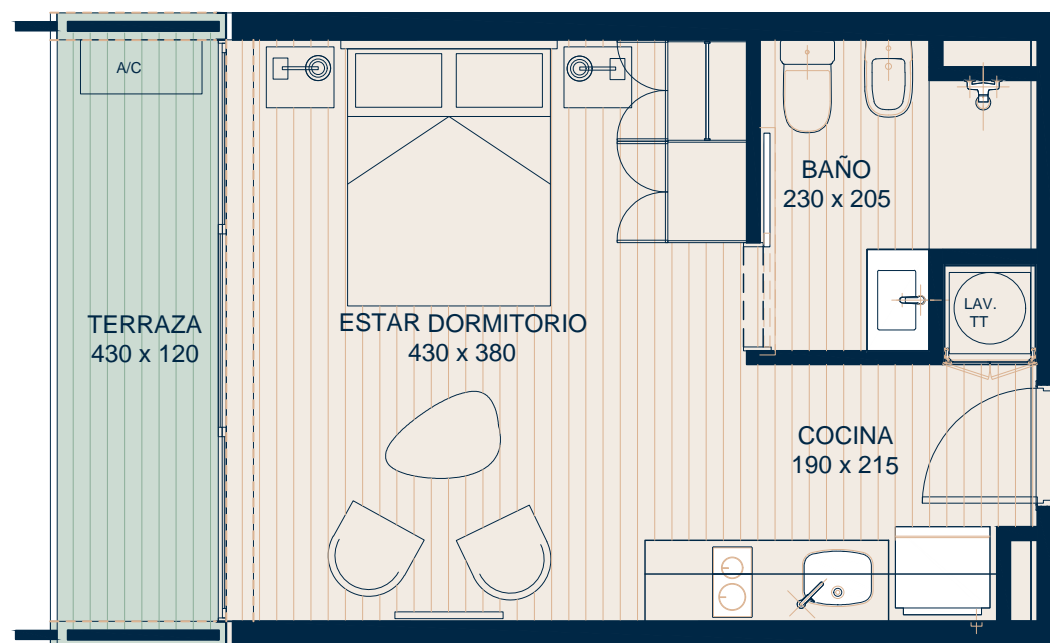 A/C
BAÑO
230 x 205
LAV.
TT
TERRAZA
430 x 120
ESTAR DORMITORIO
430 x 380
COCINA
190 x 215